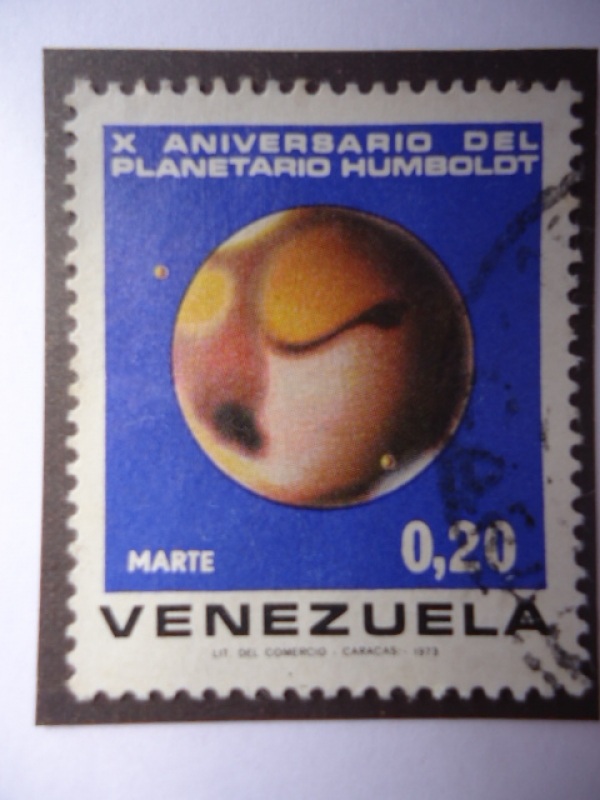 X ANIVERSARIO DEL
PLANETARIO HUMBOLDT
MARTE
0,20
VENEZUELA
LIT. DEL COMERCIO - CARACAS - 1973